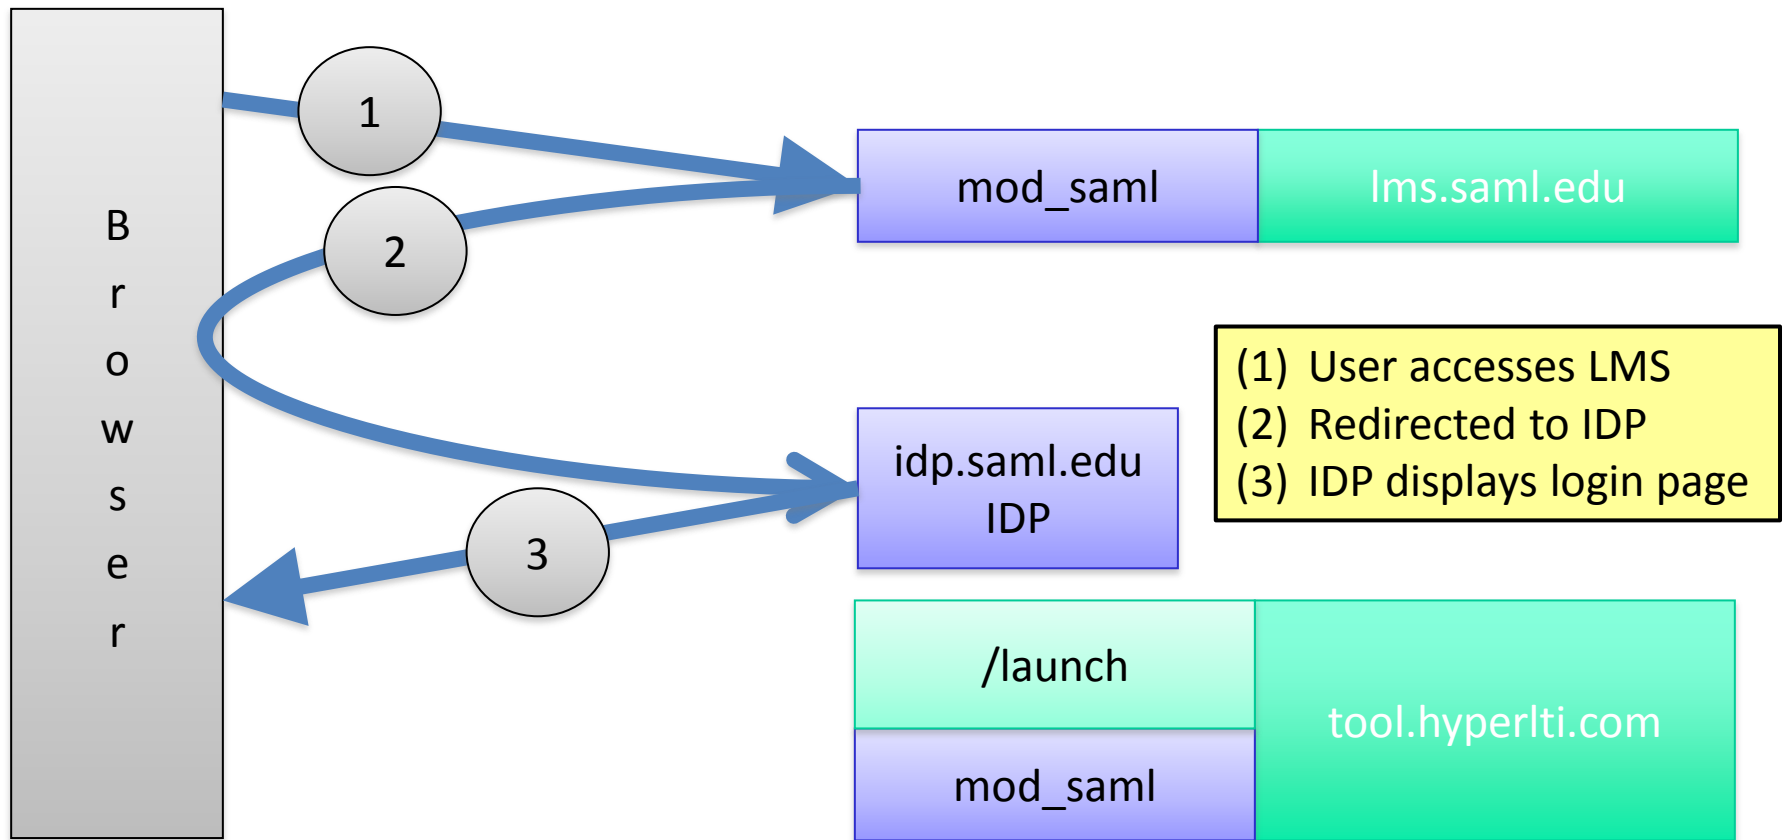 Browser
1
mod_saml
lms.saml.edu
2
(1) User accesses LMS
(2) Redirected to IDP
(3) IDP displays login page
idp.saml.edu
IDP
3
/launch
tool.hyperlti.com
mod_saml